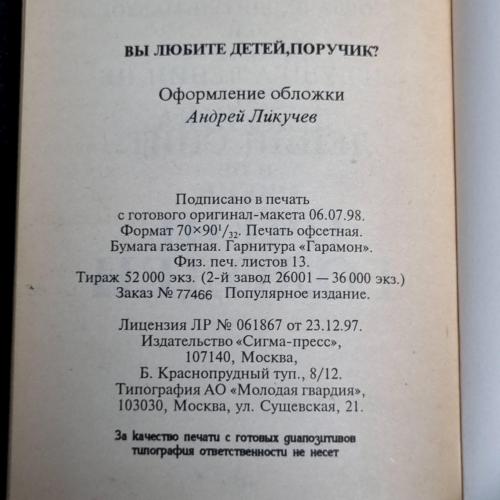 ВЫ ЛЮБИТЕ ДЕТЕЙ,ПОРУЧИК?
Оформление обложки
Андрей Ликучев
Подписано в печать
с готового оригинал-макета 06.07.98.
Формат 70×90¹/₃₂. Печать офсетная.
Бумага газетная. Гарнитура «Гарамон».
Физ. печ. листов 13.
Тираж 52 000 экз. (2-й завод 26001 — 36 000 экз.)
Заказ № 77466 Популярное издание.
Лицензия ЛР № 061867 от 23.12.97.
Издательство «Сигма-пресс»,
107140, Москва,
Б. Краснопрудный туп., 8/12.
Типография АО «Молодая гвардия»,
103030, Москва, ул. Сущевская, 21.
За качество печати с готовых диапозитивов
типография ответственности не несет